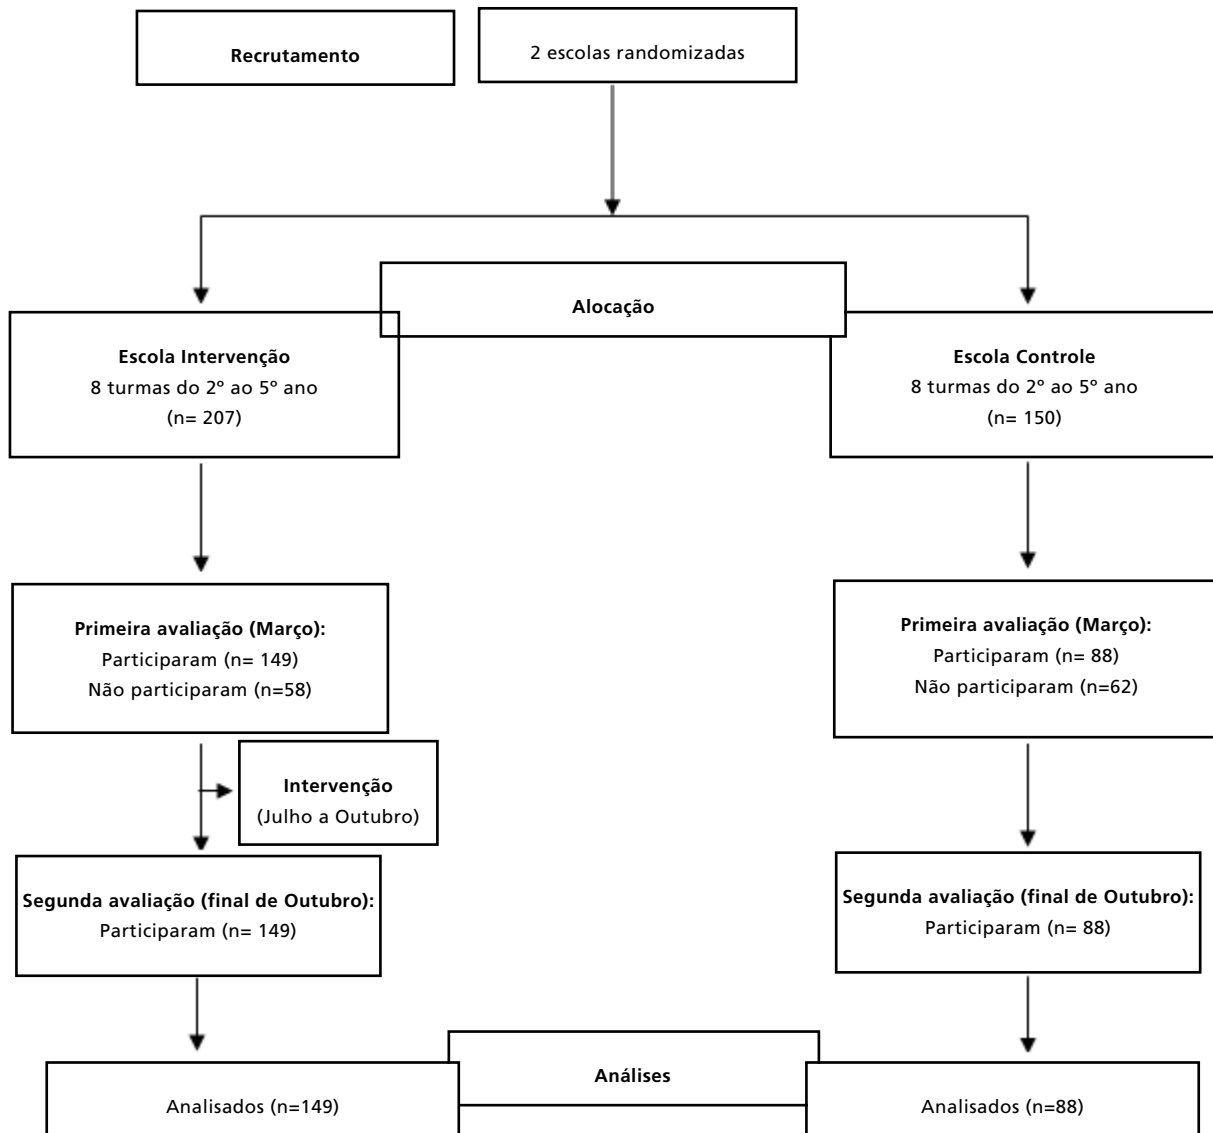 Recrutamento
2 escolas randomizadas
Alocação
Escola Intervenção
8 turmas do 2º ao 5º ano
(n= 207)
Escola Controle
8 turmas do 2º ao 5º ano
(n= 150)
Primeira avaliação (Março):
Participaram (n= 149)
Não participaram (n=58)
Primeira avaliação (Março):
Participaram (n= 88)
Não participaram (n=62)
Intervenção
(Julho a Outubro)
Segunda avaliação (final de Outubro):
Participaram (n= 149)
Segunda avaliação (final de Outubro):
Participaram (n= 88)
Análises
Analisados (n=149)
Analisados (n=88)